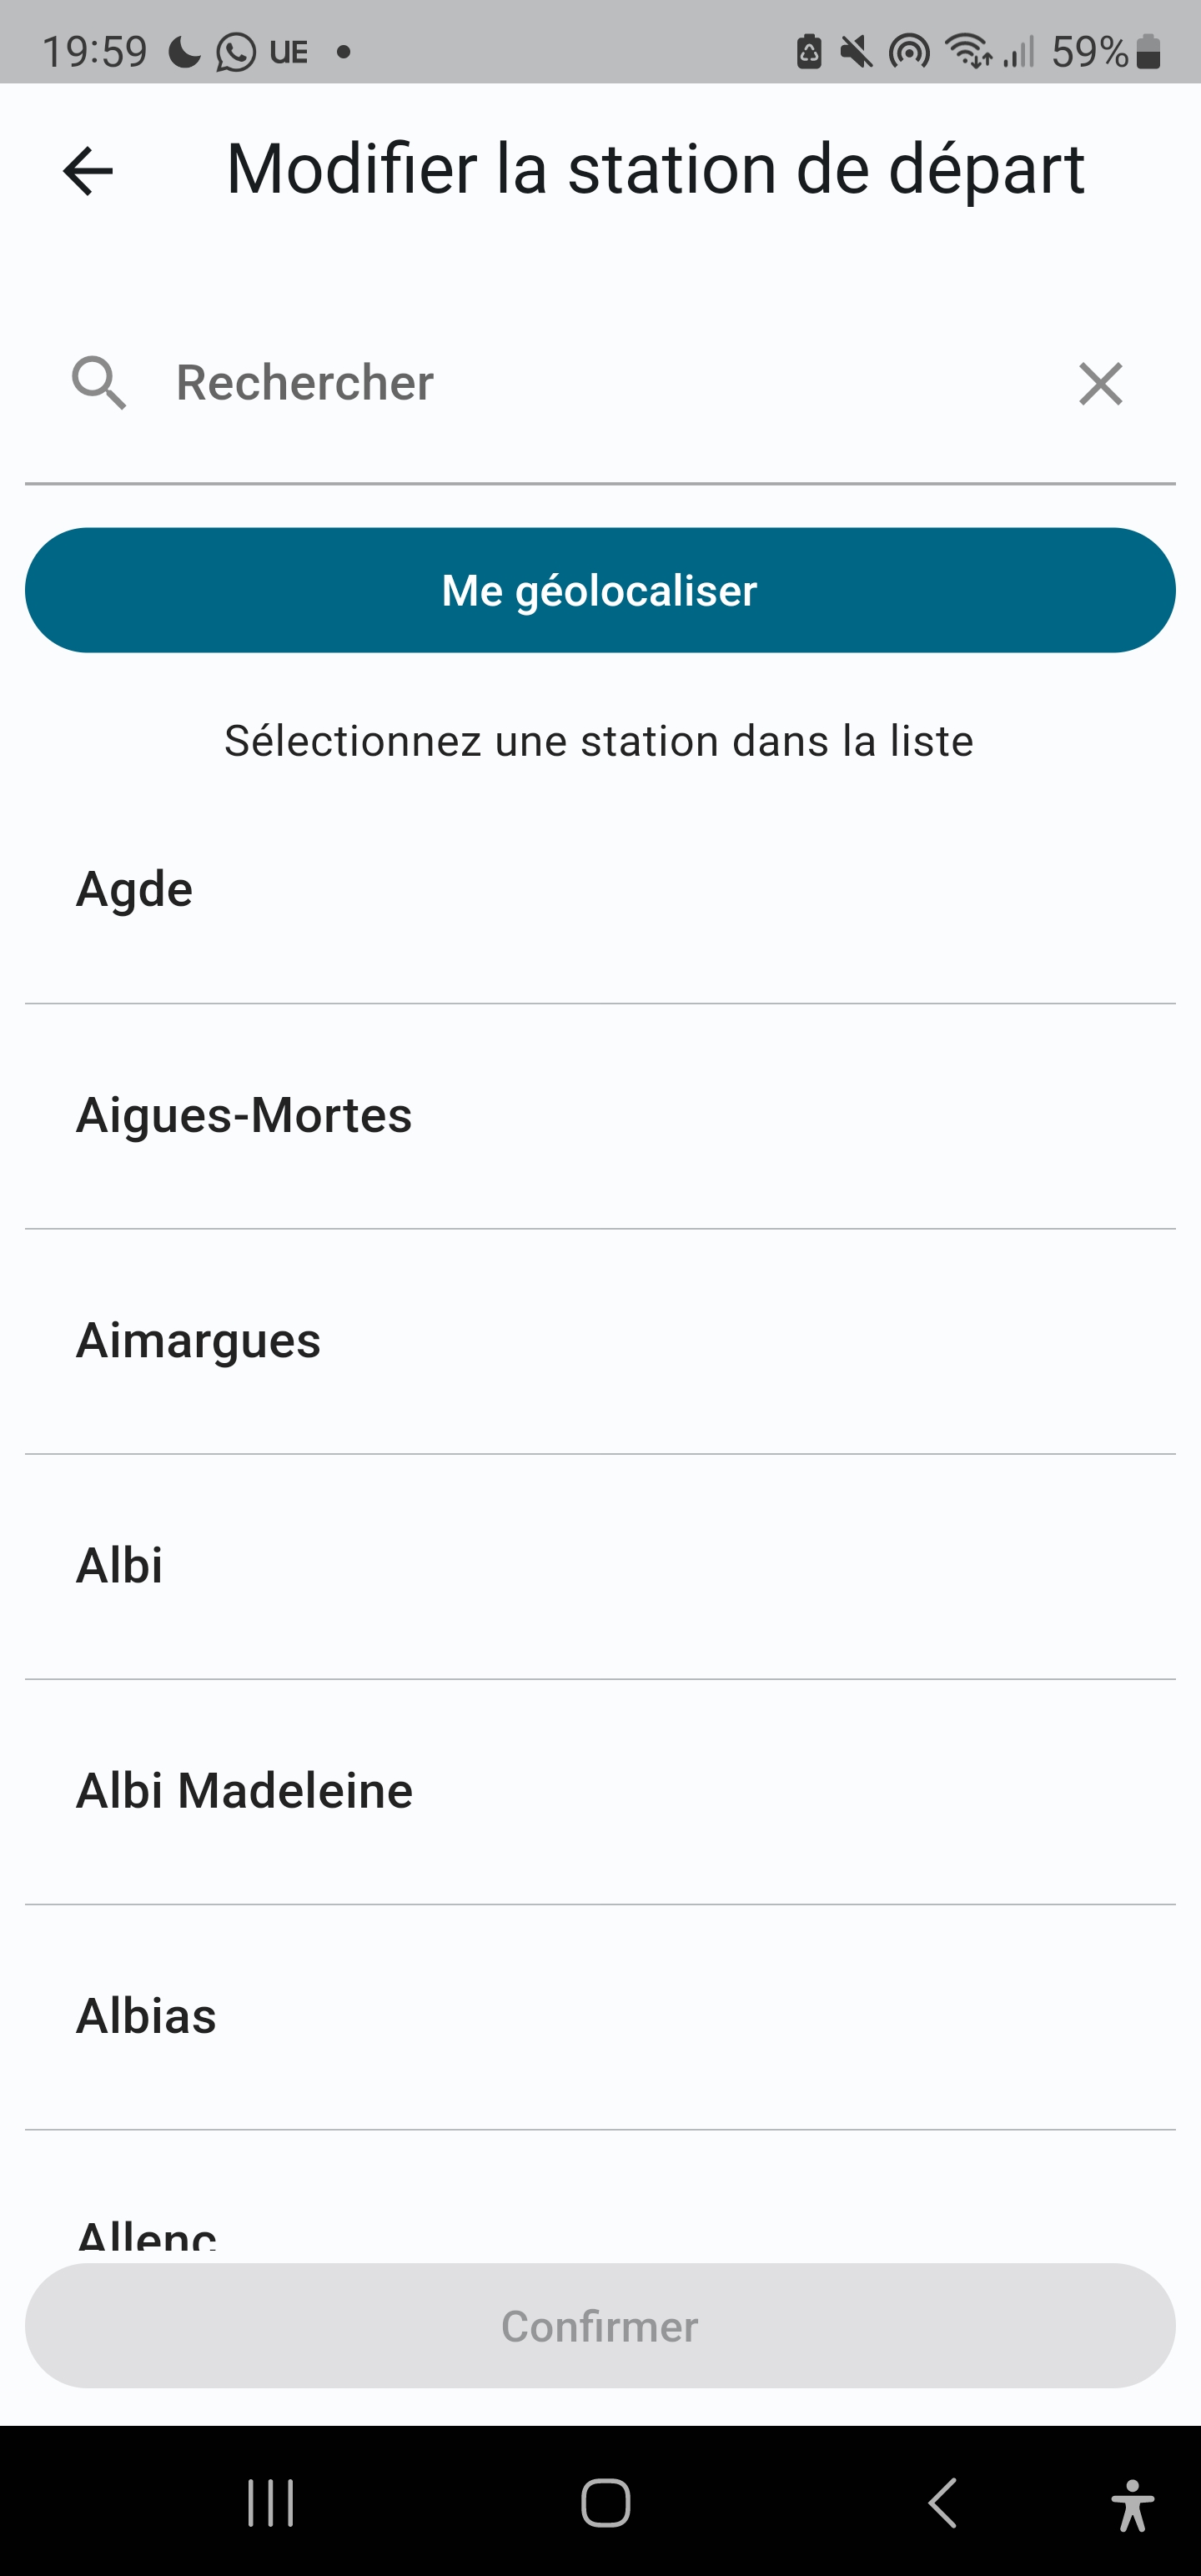 19:59 UE 59%
Modifier la station de départ
Rechercher
Me géolocaliser
Sélectionnez une station dans la liste
Agde
Aigues-Mortes
Aimargues
Albi
Albi Madeleine
Albias
Allenc
Confirmer